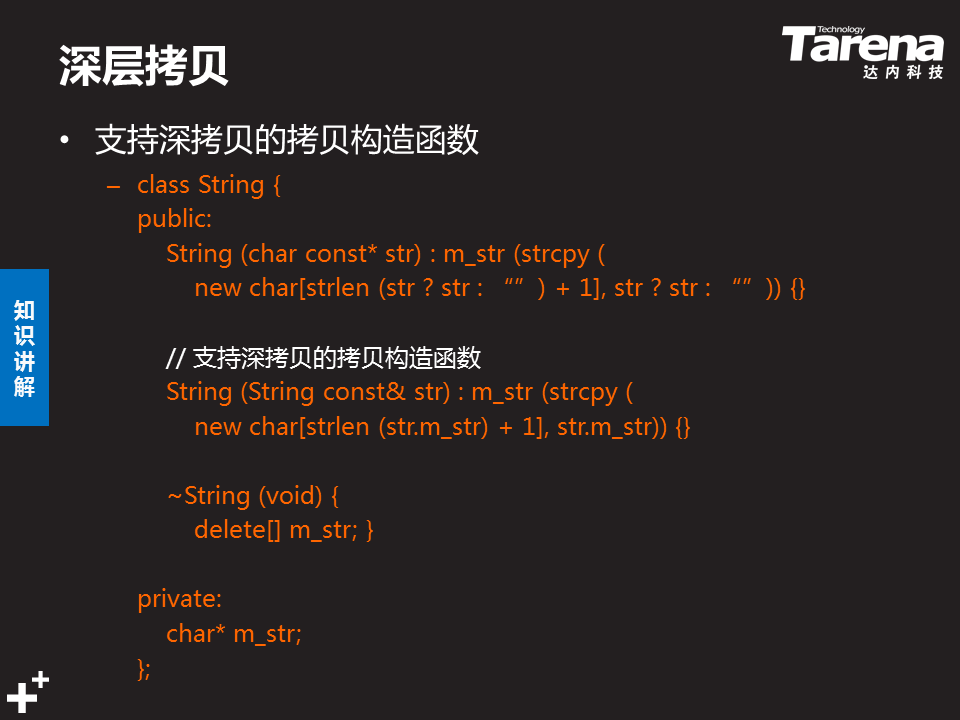 深层拷贝
Technology
Tarena
达内科技
• 支持深拷贝的拷贝构造函数
– class String {
public:
String (char const* str) : m_str (strcpy (
new char[strlen (str ? str : “”) + 1], str ? str : “”)) {}
// 支持深拷贝的拷贝构造函数
String (String const& str) : m_str (strcpy (
new char[strlen (str.m_str) + 1], str.m_str)) {}
~String (void) {
delete[] m_str; }
private:
char* m_str;
};
知
识
讲
解